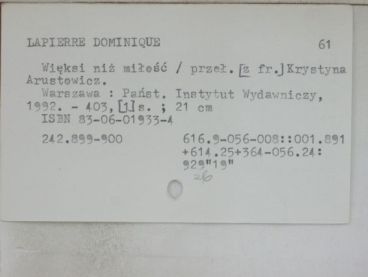 LAPIERRE DOMINIQUE 61
Więksi niż miłość / przeł. [z fr.] Krystyna
Arustowicz.
Warszawa : Państ. Instytut Wydawniczy,
1992. - 403, [1] s. ; 21 cm
ISBN 83-06-01933-4
242.899-900 616.9-056-008::001.891
+614.25+364-056.24:
929"19"
26